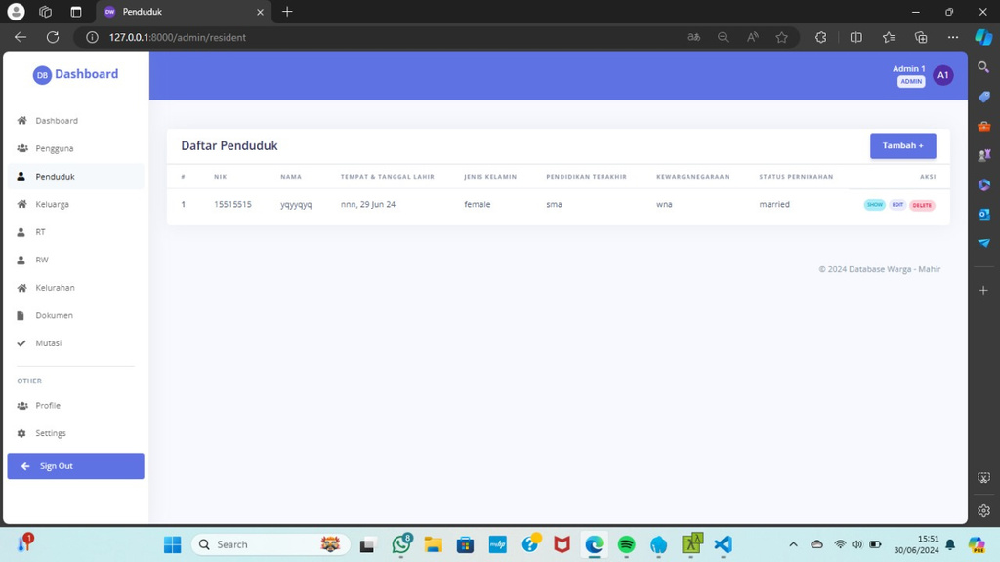 DW Penduduk
127.0.0.1:8000/admin/resident
DB Dashboard
Admin 1
ADMIN
A1
Dashboard
Pengguna
Penduduk
Keluarga
RT
RW
Kelurahan
Dokumen
Mutasi
OTHER
Profile
Settings
Sign Out
Daftar Penduduk
Tambah +
# NIK NAMA TEMPAT & TANGGAL LAHIR JENIS KELAMIN PENDIDIKAN TERAKHIR KEWARGANEGARAAN STATUS PERNIKAHAN AKSI
1 15515515 yqyyqyq nnn, 29 Jun 24 female sma wna married SHOW EDIT DELETE
© 2024 Database Warga - Mahir
1
Search
8
15:51
30/06/2024
PRE